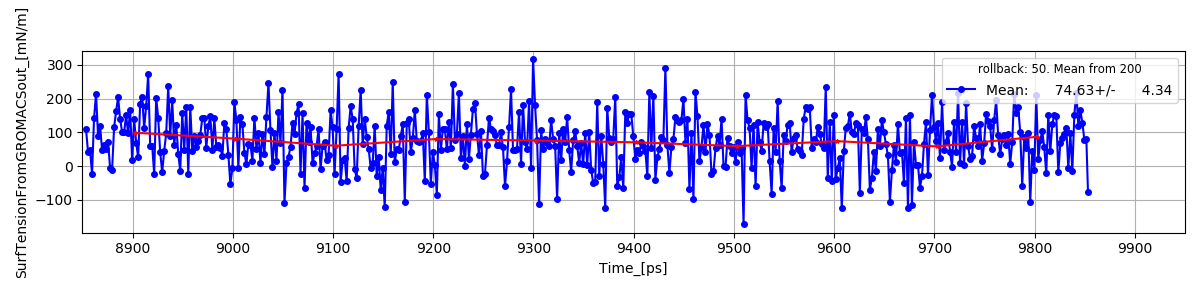 SurfTensionFromGROMACSout_[mN/m]
300
200
100
0
−100
rollback: 50. Mean from 200
Mean: 74.63+/- 4.34
8900 9000 9100 9200 9300 9400 9500 9600 9700 9800 9900
Time_[ps]